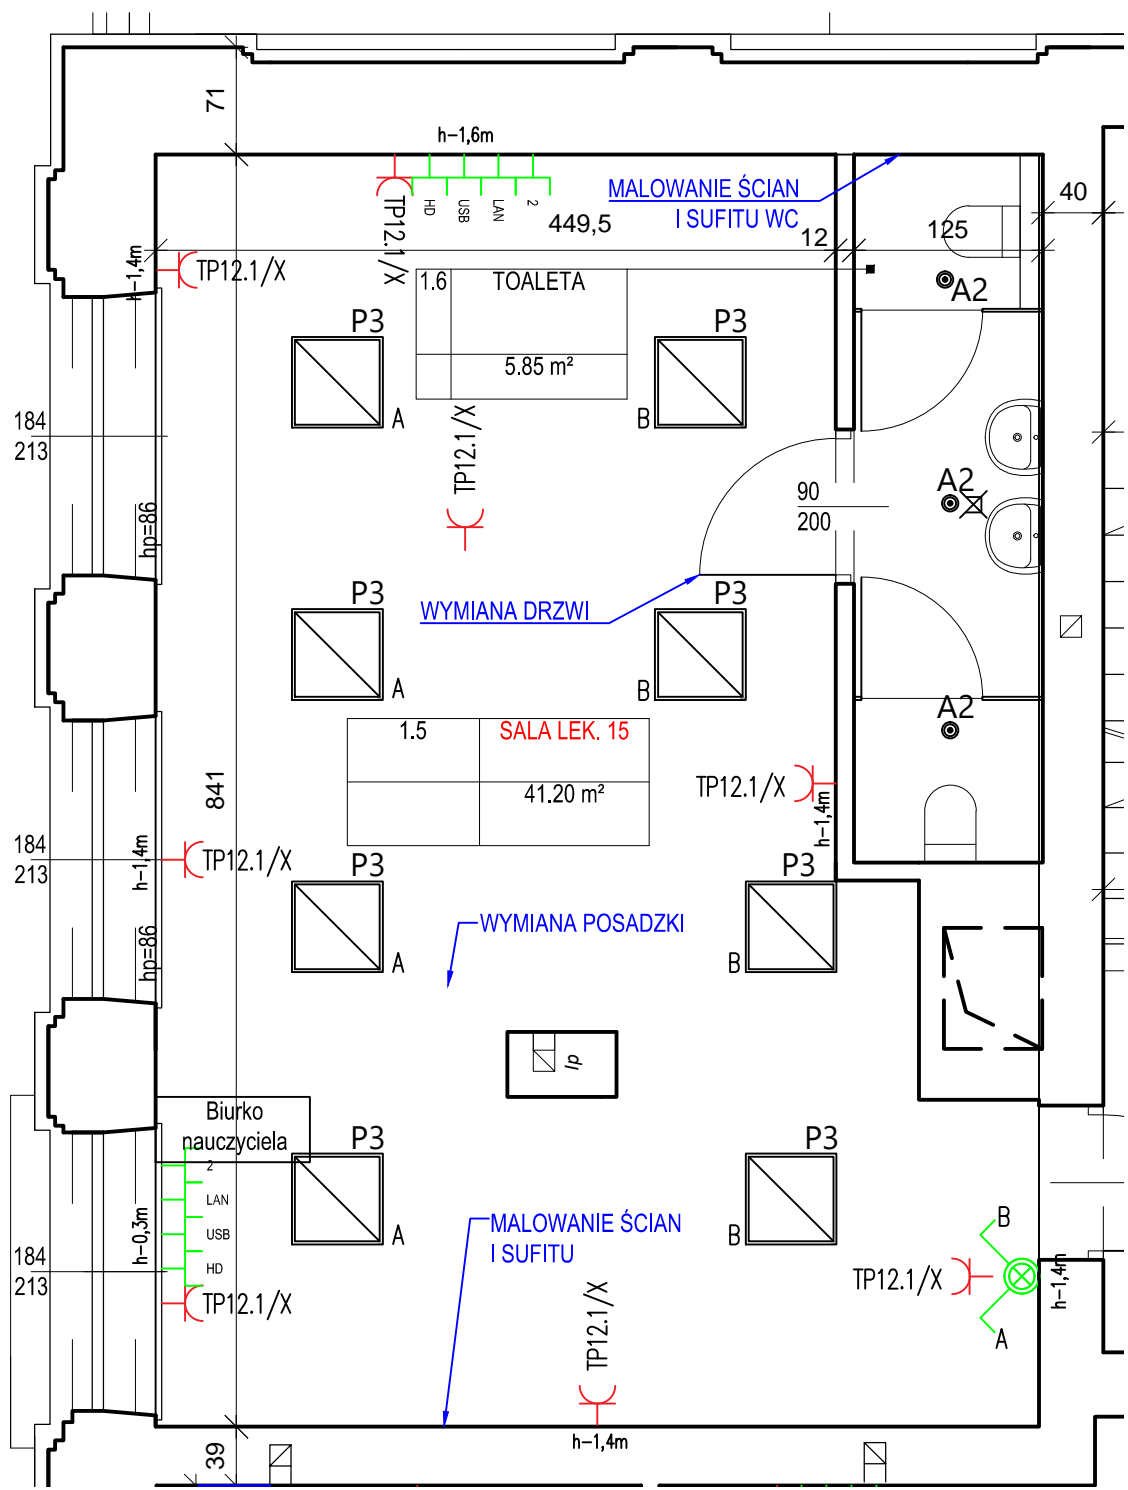 71
h-1,6m
MALOWANIE ŚCIAN
I SUFITU WC
40
TP12.1/X
HD
USB
LAN
2
449,5
12
125
h-1,4m
TP12.1/X
1.6
TOALETA
5.85 m²
A2
P3
A
P3
B
184
213
TP12.1/X
hp=86
90
200
A2
WYMIANA DRZWI
P3
A
P3
B
A2
1.5
SALA LEK. 15
41.20 m²
841
TP12.1/X
h-1,4m
184
213
h-1,4m
TP12.1/X
P3
A
P3
B
WYMIANA POSADZKI
hp=86
lp
Biurko
nauczyciela
P3
A
P3
B
2
LAN
USB
HD
h-0,3m
TP12.1/X
184
213
MALOWANIE ŚCIAN
I SUFITU
B
TP12.1/X
h-1,4m
A
TP12.1/X
h-1,4m
39